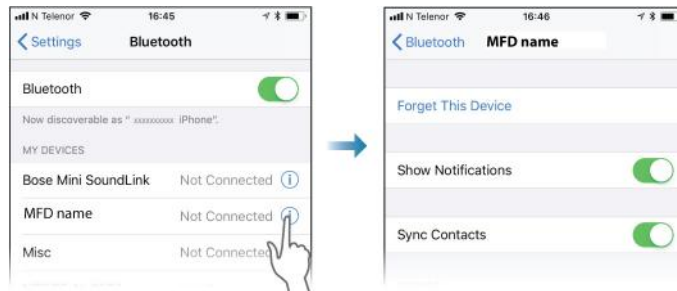 N Telenor 16:45
Settings Bluetooth
Bluetooth
Now discoverable as " xxxxxxxxx iPhone".
MY DEVICES
Bose Mini SoundLink Not Connected
MFD name Not Connected
Misc Not Connected
N Telenor 16:46
Bluetooth MFD name
Forget This Device
Show Notifications
Sync Contacts